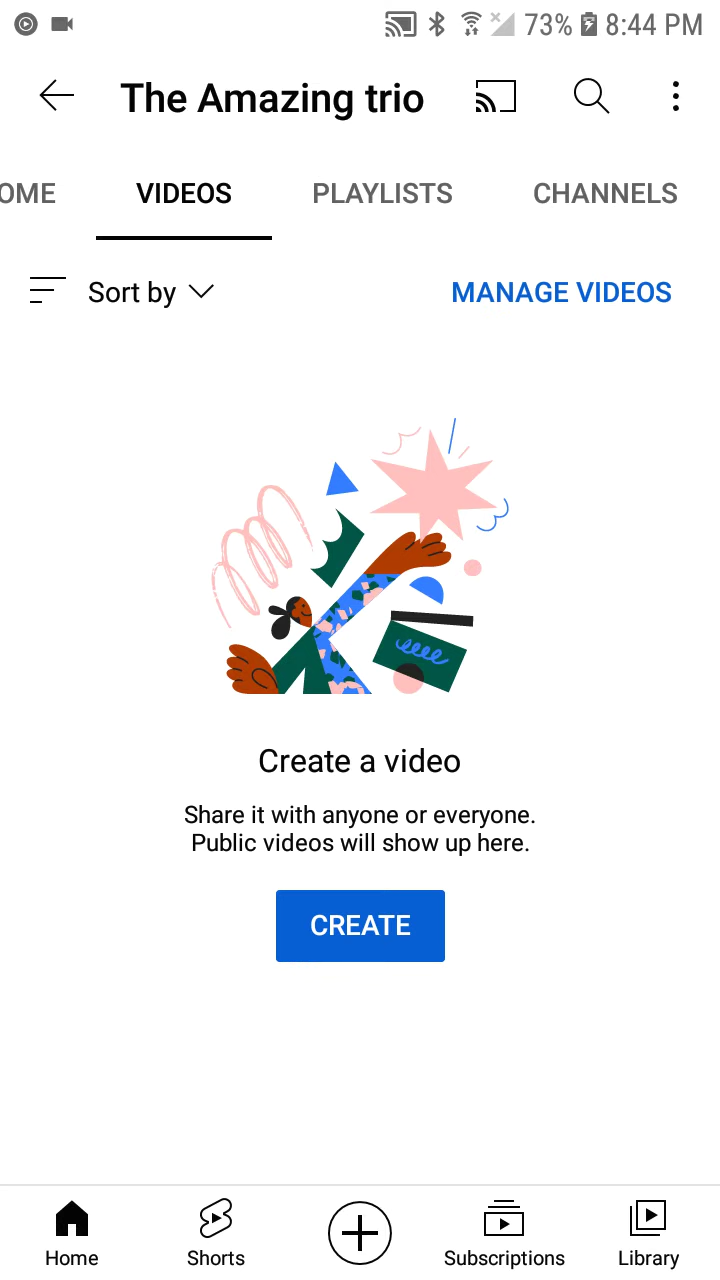 73% 8:44 PM
The Amazing trio
OME VIDEOS PLAYLISTS CHANNELS
Sort by MANAGE VIDEOS
Create a video
Share it with anyone or everyone.
Public videos will show up here.
CREATE
Home Shorts Subscriptions Library